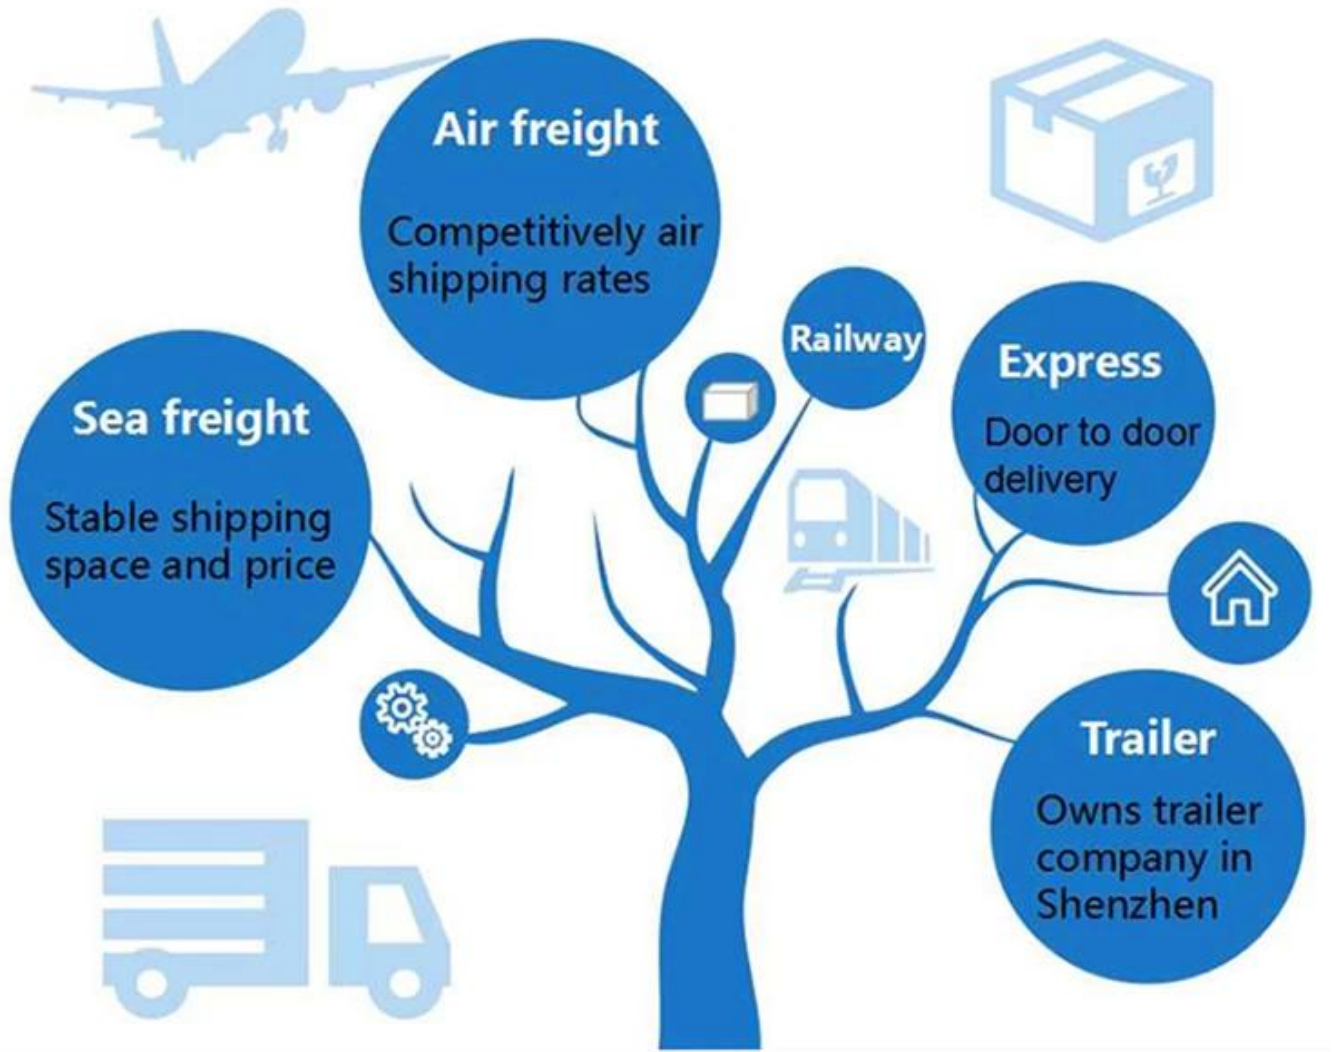 Air freight
Competitively air
shipping rates
Railway
Express
Door to door
delivery
Sea freight
Stable shipping
space and price
Trailer
Owns trailer
company in
Shenzhen